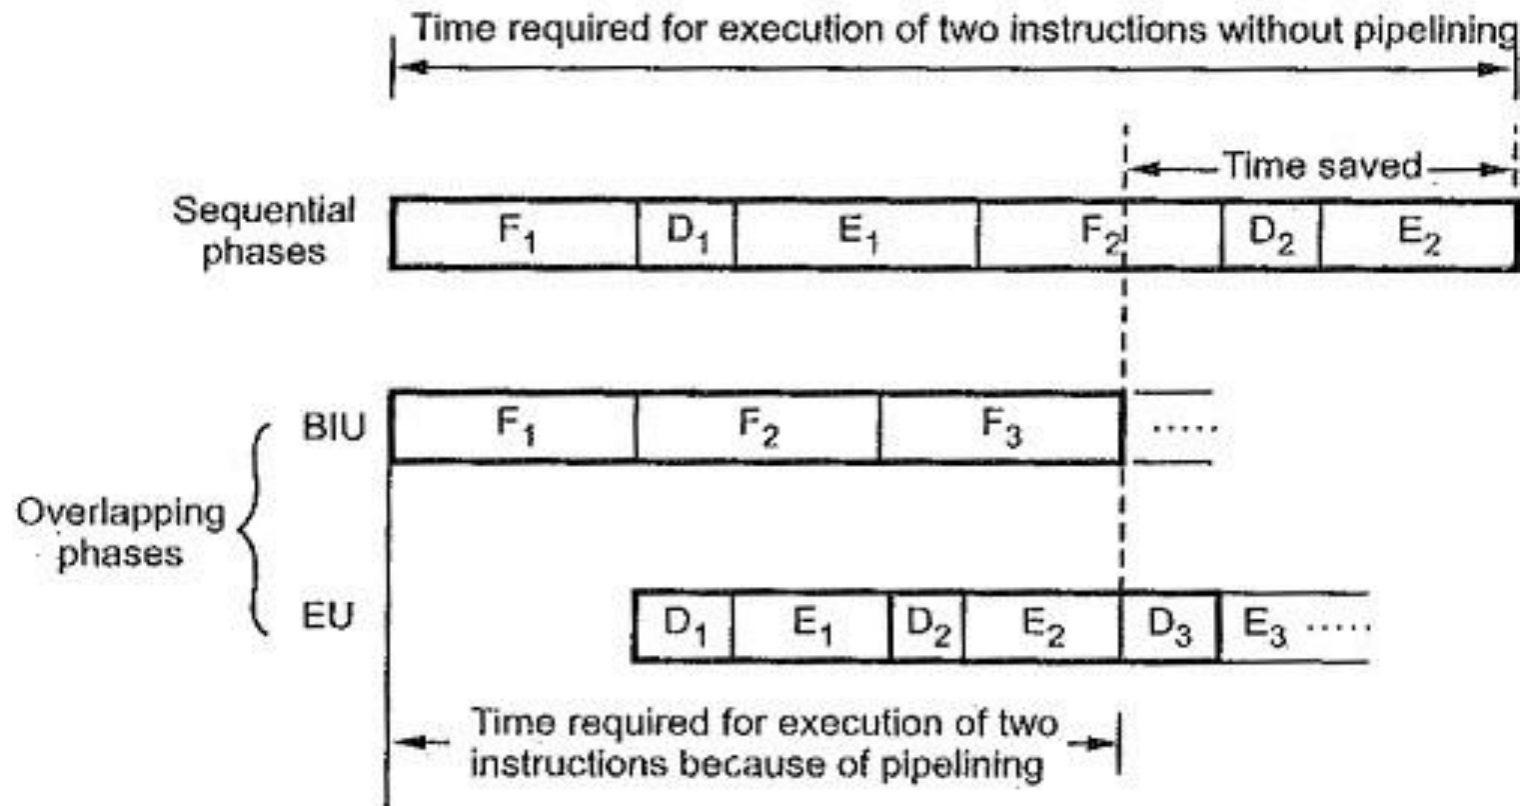 Time required for execution of two instructions without pipelining
Time saved
Sequential
phases
F₁ D₁ E₁ F₂ D₂ E₂
BIU
F₁ F₂ F₃ .....
Overlapping
phases
EU
D₁ E₁ D₂ E₂ D₃ E₃ .....
Time required for execution of two
instructions because of pipelining